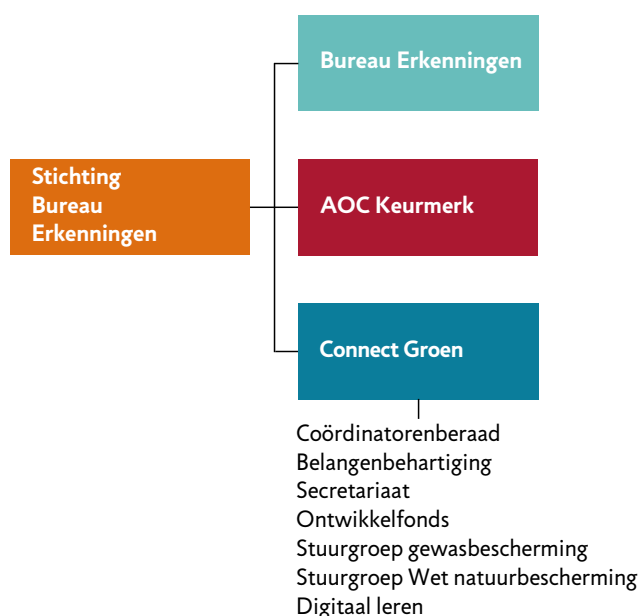 Bureau Erkenningen
Stichting
Bureau
Erkenningen
AOC Keurmerk
Connect Groen
Coördinatorenberaad
Belangenbehartiging
Secretariaat
Ontwikkelfonds
Stuurgroep gewasbescherming
Stuurgroep Wet natuurbescherming
Digitaal leren